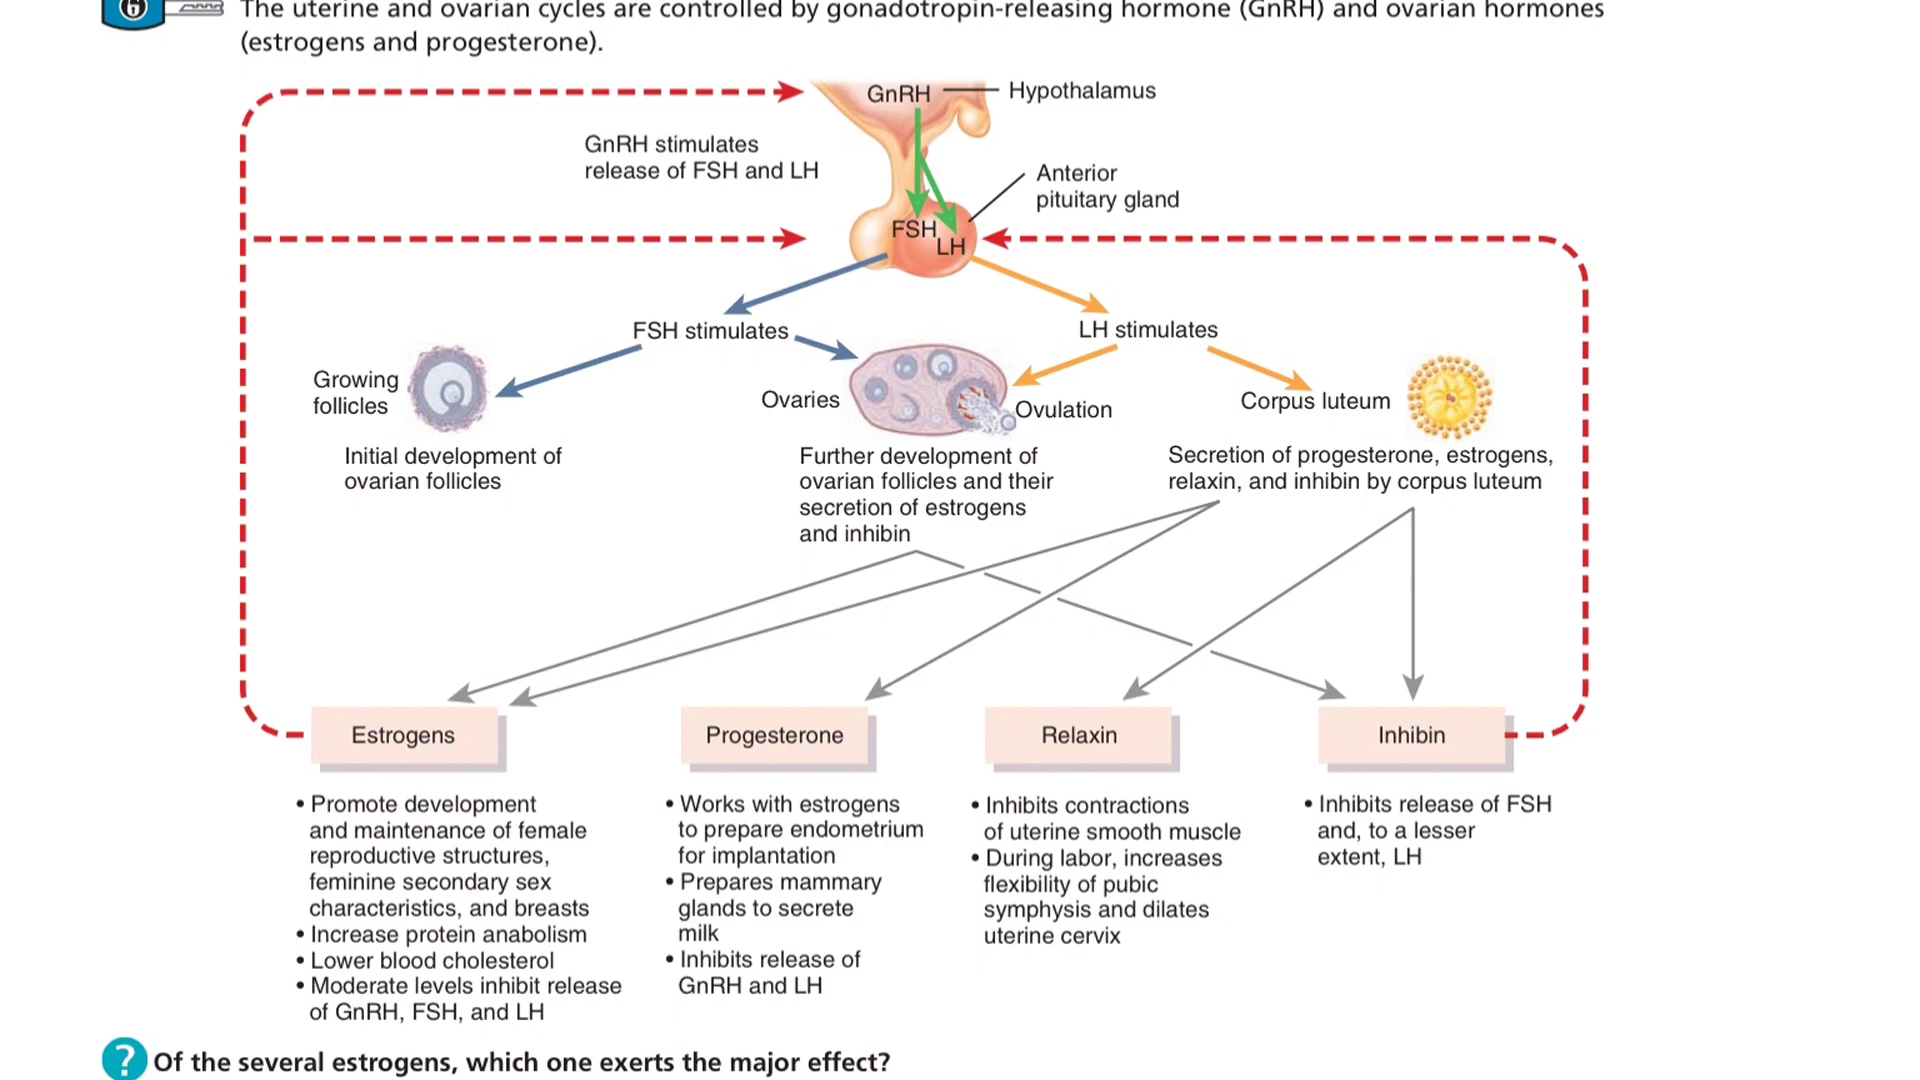 The uterine and ovarian cycles are controlled by gonadotropin-releasing hormone (GnRH) and ovarian hormones
(estrogens and progesterone).
GnRH
Hypothalamus
GnRH stimulates
release of FSH and LH
Anterior
pituitary gland
FSH
LH
FSH stimulates
LH stimulates
Growing
follicles
Ovaries
Ovulation
Corpus luteum
Initial development of
ovarian follicles
Further development of
ovarian follicles and their
secretion of estrogens
and inhibin
Secretion of progesterone, estrogens,
relaxin, and inhibin by corpus luteum
Estrogens
Progesterone
Relaxin
Inhibin
• Promote development
and maintenance of female
reproductive structures,
feminine secondary sex
characteristics, and breasts
• Increase protein anabolism
• Lower blood cholesterol
• Moderate levels inhibit release
of GnRH, FSH, and LH
• Works with estrogens
to prepare endometrium
for implantation
• Prepares mammary
glands to secrete
milk
• Inhibits release of
GnRH and LH
• Inhibits contractions
of uterine smooth muscle
• During labor, increases
flexibility of pubic
symphysis and dilates
uterine cervix
• Inhibits release of FSH
and, to a lesser
extent, LH
? Of the several estrogens, which one exerts the major effect?